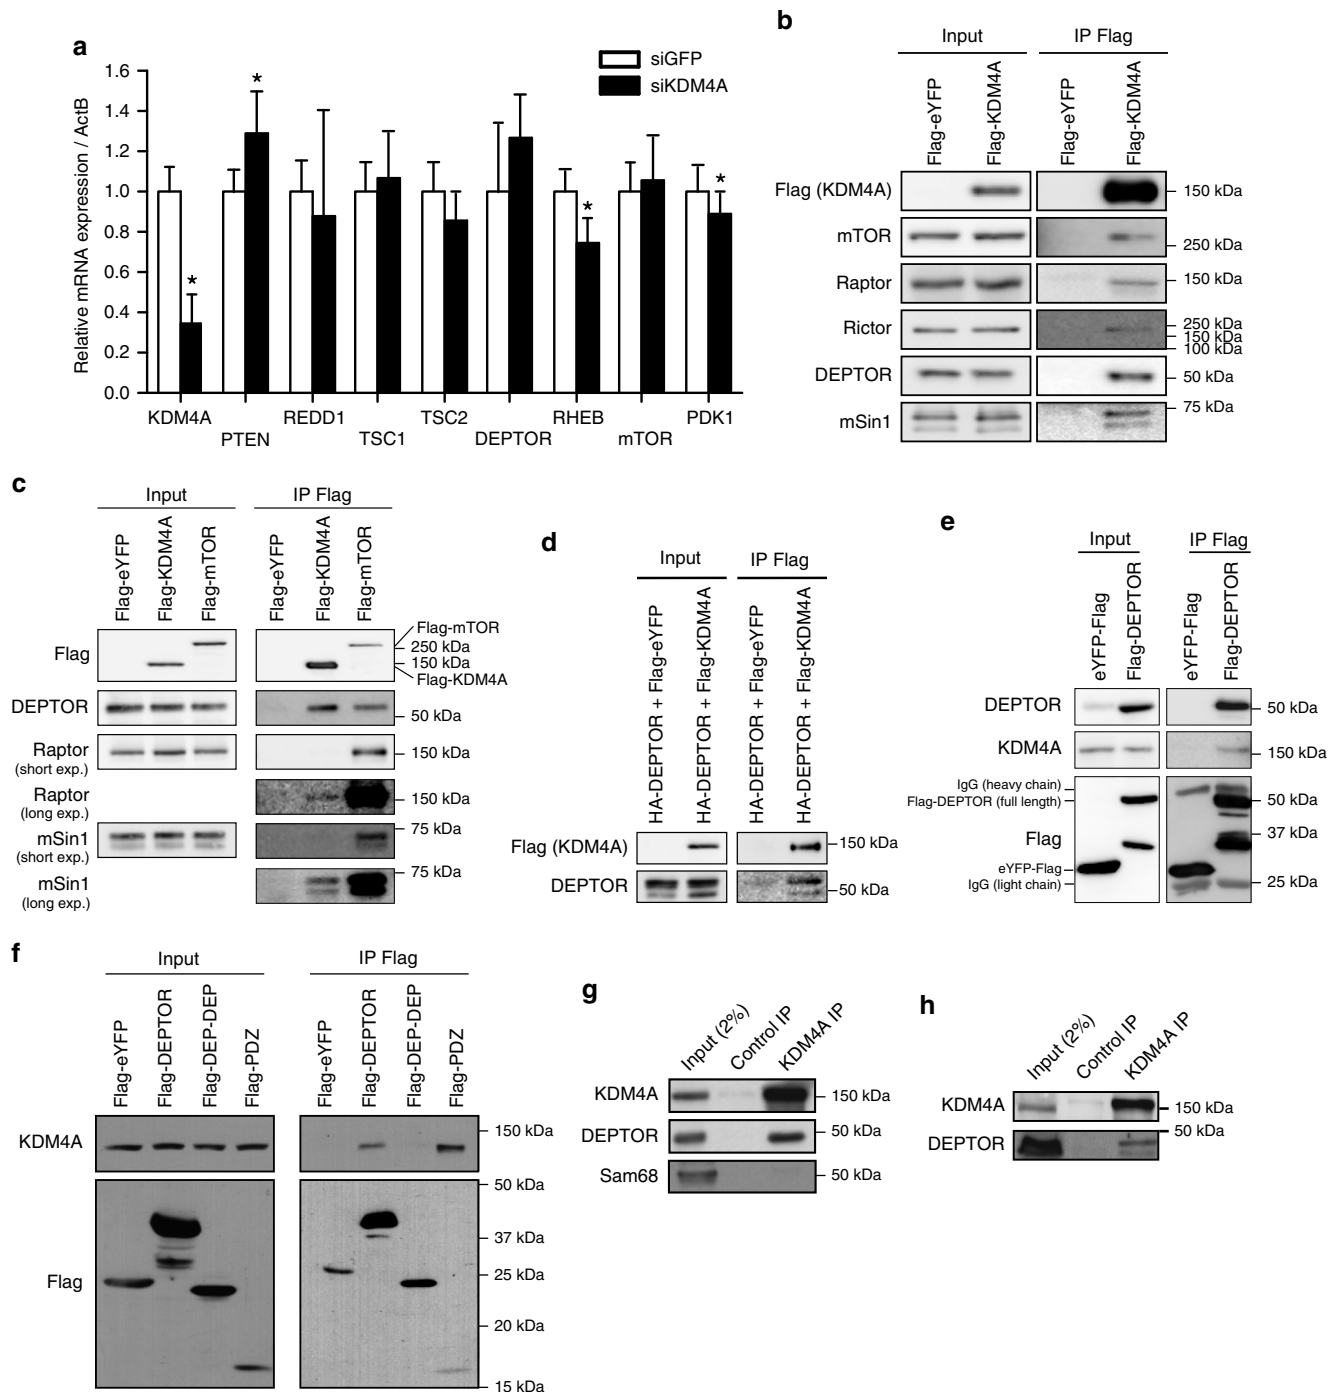 a
siGFP
siKDM4A
Relative mRNA expression / ActB
1.6
1.4
1.2
1.0
0.8
0.6
0.4
0.2
0.0
*
*
*
*
KDM4A
PTEN
REDD1
TSC1
TSC2
DEPTOR
RHEB
mTOR
PDK1
b
Input
IP Flag
Flag-eYFP
Flag-KDM4A
Flag-eYFP
Flag-KDM4A
Flag (KDM4A)
150 kDa
mTOR
250 kDa
Raptor
150 kDa
Rictor
250 kDa
150 kDa
100 kDa
DEPTOR
50 kDa
mSin1
75 kDa
c
Input
IP Flag
Flag-eYFP
Flag-KDM4A
Flag-mTOR
Flag-eYFP
Flag-KDM4A
Flag-mTOR
Flag
Flag-mTOR
250 kDa
150 kDa
Flag-KDM4A
DEPTOR
50 kDa
Raptor
(short exp.)
150 kDa
Raptor
(long exp.)
150 kDa
mSin1
(short exp.)
75 kDa
mSin1
(long exp.)
75 kDa
d
Input
IP Flag
HA-DEPTOR + Flag-eYFP
HA-DEPTOR + Flag-KDM4A
HA-DEPTOR + Flag-eYFP
HA-DEPTOR + Flag-KDM4A
Flag (KDM4A)
150 kDa
DEPTOR
50 kDa
e
Input
IP Flag
eYFP-Flag
Flag-DEPTOR
eYFP-Flag
Flag-DEPTOR
DEPTOR
50 kDa
KDM4A
150 kDa
IgG (heavy chain)
Flag-DEPTOR (full length)
50 kDa
Flag
37 kDa
eYFP-Flag
IgG (light chain)
25 kDa
f
Input
IP Flag
Flag-eYFP
Flag-DEPTOR
Flag-DEP-DEP
Flag-PDZ
Flag-eYFP
Flag-DEPTOR
Flag-DEP-DEP
Flag-PDZ
KDM4A
150 kDa
Flag
50 kDa
37 kDa
25 kDa
20 kDa
15 kDa
g
Input (2%)
Control IP
KDM4A IP
KDM4A
150 kDa
DEPTOR
50 kDa
Sam68
50 kDa
h
Input (2%)
Control IP
KDM4A IP
KDM4A
150 kDa
DEPTOR
50 kDa